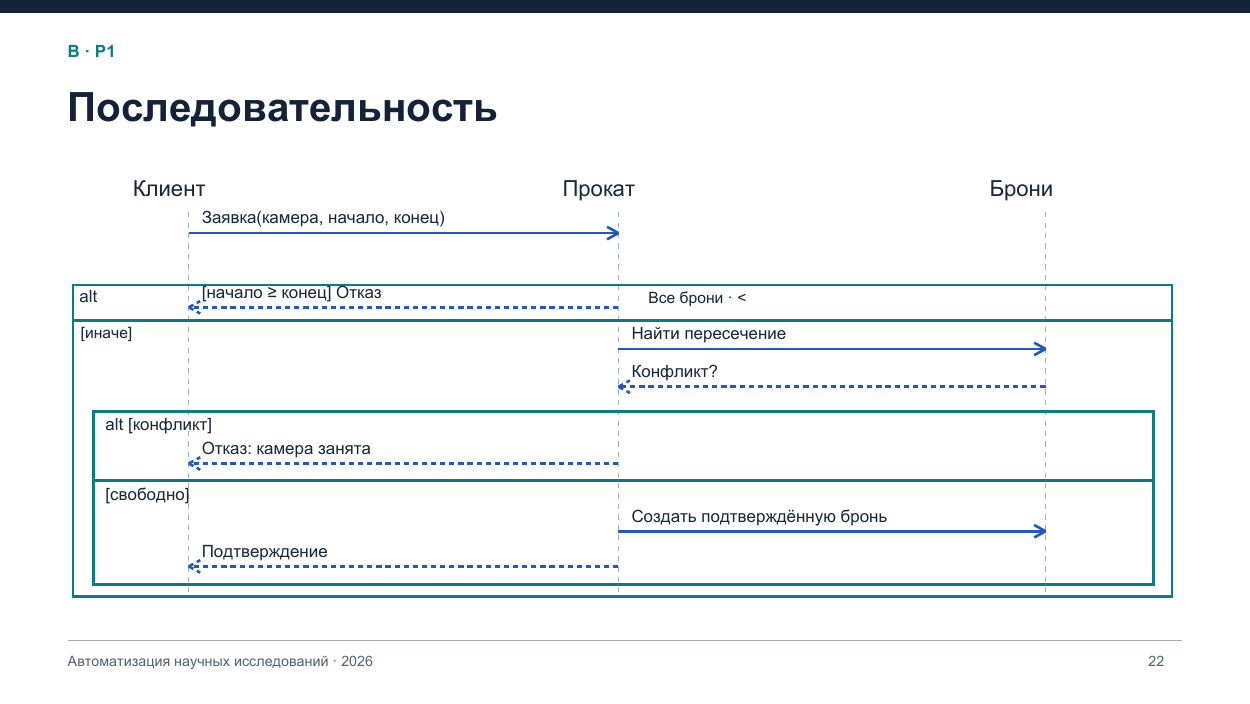 В · Р1
Последовательность
Клиент Прокат Брони
Заявка(камера, начало, конец)
alt [начало ≥ конец] Отказ Все брони · <
[иначе] Найти пересечение
Конфликт?
alt [конфликт]
Отказ: камера занята
[свободно]
Создать подтверждённую бронь
Подтверждение
Автоматизация научных исследований · 2026 22